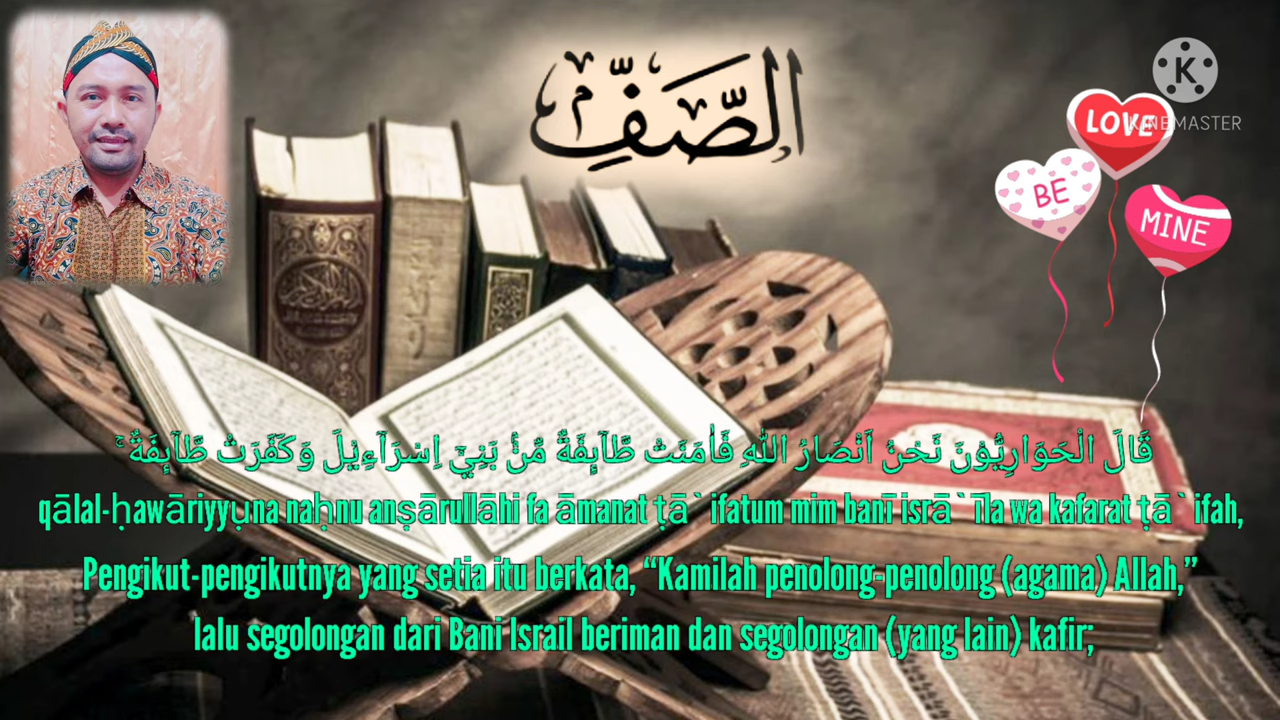 الصَّفِّ
LOVE
BE
MINE
K
KINEMASTER
قَالَ الْحَوَارِيُّوْنَ نَحْنُ اَنْصَارُ اللّٰهِ فَاٰمَنَتْ طَّاۤىِٕفَةٌ مِّنْۢ بَنِيْٓ اِسْرَاۤءِيْلَ وَكَفَرَتْ طَّاۤىِٕفَةٌ ۚ
qālal-ḥawāriyyụna naḥnu anṣārullāhi fa āmanat ṭā`ifatum mim banī isrā`īla wa kafarat ṭā`ifah,
Pengikut-pengikutnya yang setia itu berkata, “Kamilah penolong-penolong (agama) Allah,”
lalu segolongan dari Bani Israil beriman dan segolongan (yang lain) kafir;